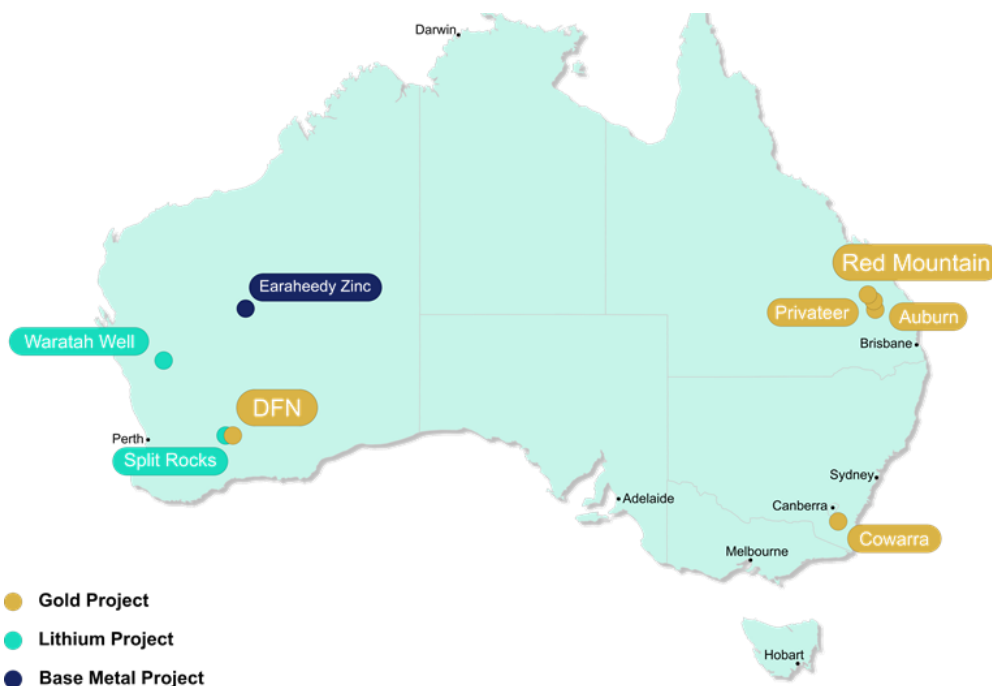 Darwin
Red Mountain
Earaheedy Zinc
Privateer
Auburn
Waratah Well
Brisbane
DFN
Perth
Split Rocks
Sydney
Adelaide
Canberra
Cowarra
Melbourne
Gold Project
Lithium Project
Hobart
Base Metal Project